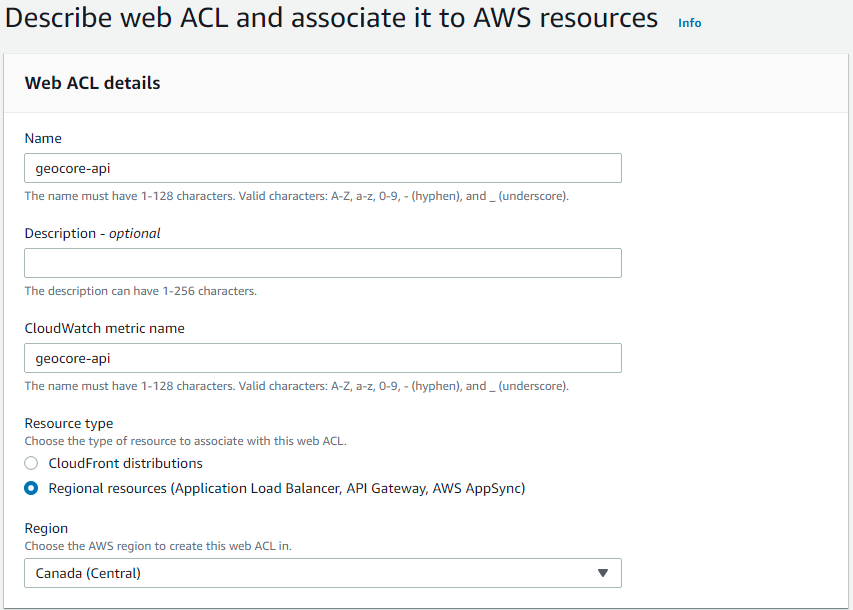 Describe web ACL and associate it to AWS resources Info
Web ACL details
Name
geocore-api
The name must have 1-128 characters. Valid characters: A-Z, a-z, 0-9, - (hyphen), and _ (underscore).
Description - optional
The description can have 1-256 characters.
CloudWatch metric name
geocore-api
The name must have 1-128 characters. Valid characters: A-Z, a-z, 0-9, - (hyphen), and _ (underscore).
Resource type
Choose the type of resource to associate with this web ACL.
CloudFront distributions
Regional resources (Application Load Balancer, API Gateway, AWS AppSync)
Region
Choose the AWS region to create this web ACL in.
Canada (Central)